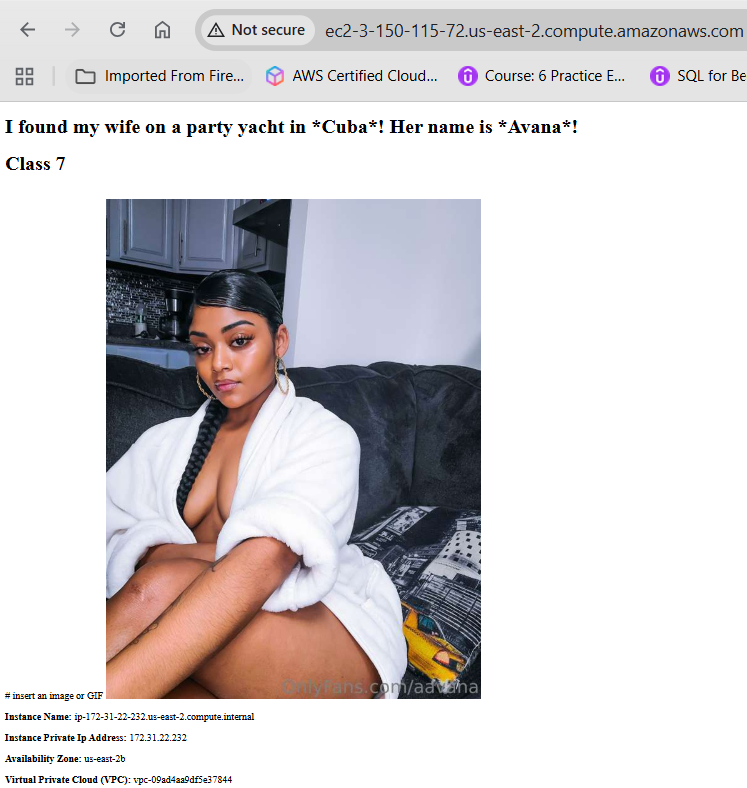 Not secure
ec2-3-150-115-72.us-east-2.compute.amazonaws.com
Imported From Fire...
AWS Certified Cloud...
Course: 6 Practice E...
SQL for Be
I found my wife on a party yacht in *Cuba*! Her name is *Avana*!
Class 7
OnlyFans.com/aavana
# insert an image or GIF
Instance Name: ip-172-31-22-232.us-east-2.compute.internal
Instance Private Ip Address: 172.31.22.232
Availability Zone: us-east-2b
Virtual Private Cloud (VPC): vpc-09ad4aa9df5e37844